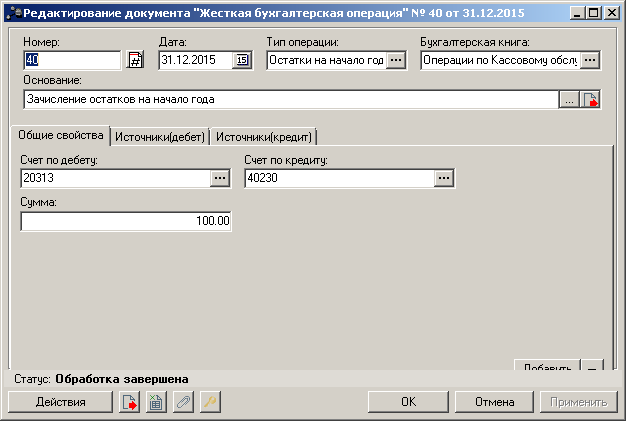 Редактирование документа "Жесткая бухгалтерская операция" № 40 от 31.12.2015
Номер: Дата: Тип операции: Бухгалтерская книга:
40 # 31.12.2015 15 Остатки на начало год ... Операции по Кассовому обслу ...
Основание:
Зачисление остатков на начало года ...
Общие свойства Источники(дебет) Источники(кредит)
Счет по дебету: Счет по кредиту:
20313 ... 40230 ...
Сумма:
100.00
Добавить
Статус: Обработка завершена
Действия OK Отмена Применить